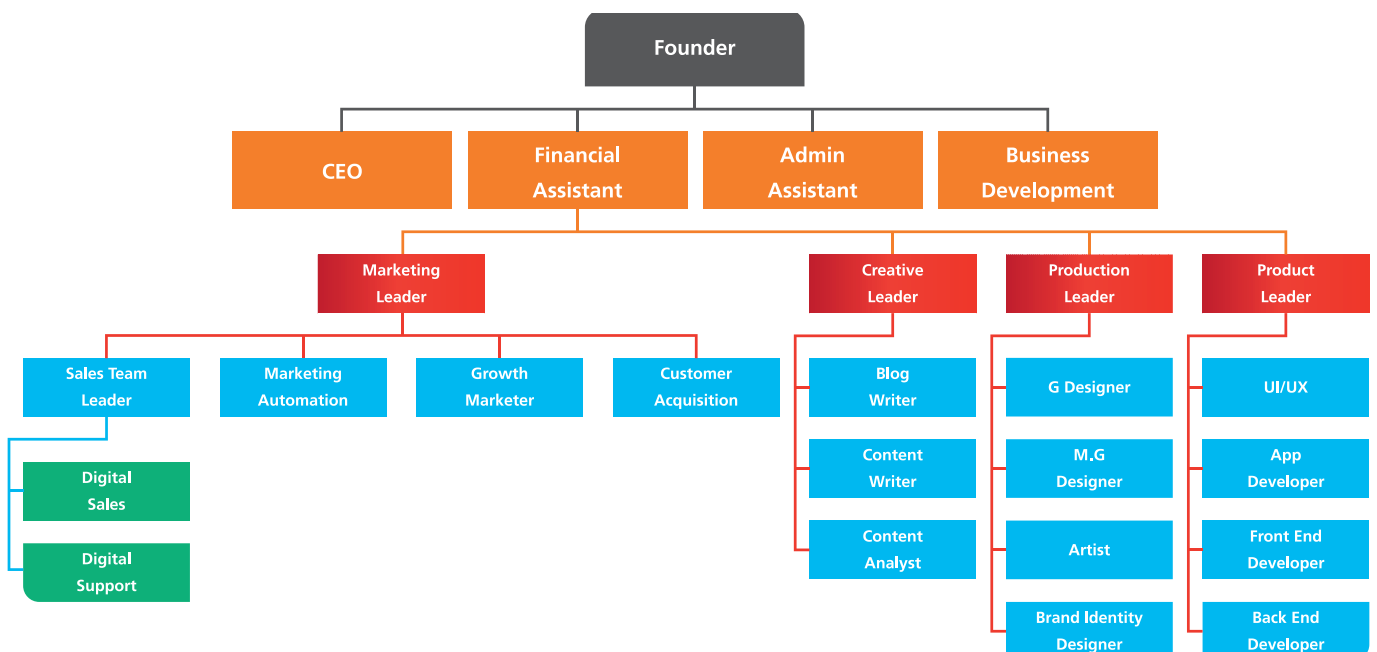 Founder
CEO
Financial
Assistant
Admin
Assistant
Business
Development
Marketing
Leader
Creative
Leader
Production
Leader
Product
Leader
Sales Team
Leader
Marketing
Automation
Growth
Marketer
Customer
Acquisition
Blog
Writer
G Designer
UI/UX
Content
Writer
M.G
Designer
App
Developer
Digital
Sales
Content
Analyst
Artist
Front End
Developer
Digital
Support
Brand Identity
Designer
Back End
Developer